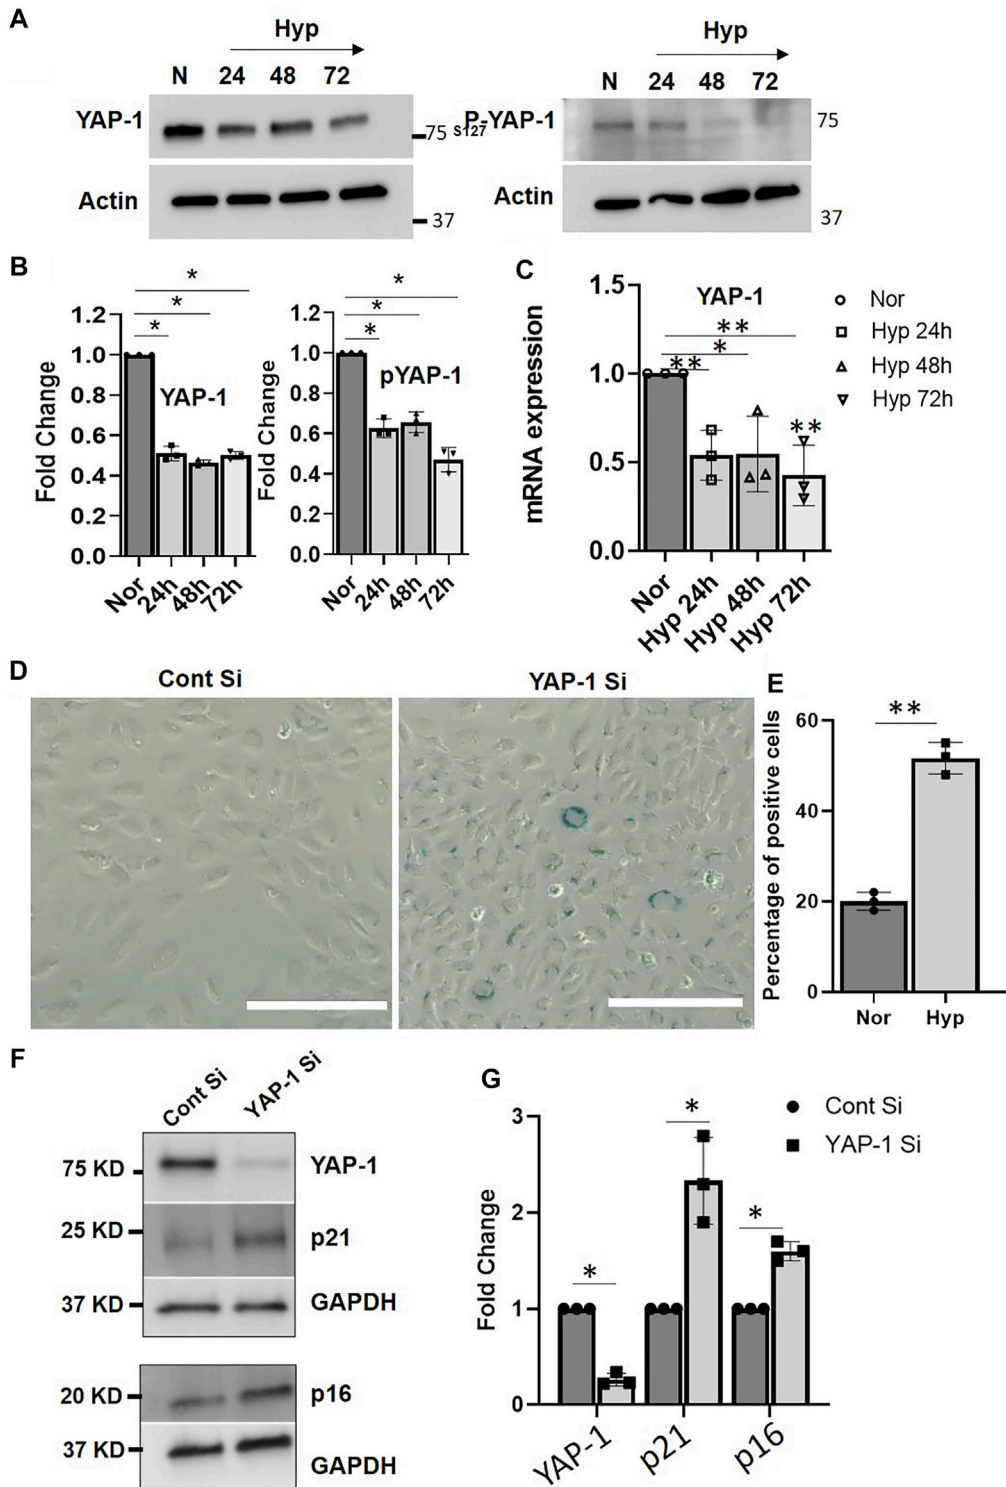 A
Hyp
N 24 48 72
YAP-1
75
Actin
37
Hyp
N 24 48 72
S127
P-YAP-1
75
Actin
37
B
* * *
Fold Change
1.2
1.0
0.8
0.6
0.4
0.2
0.0
YAP-1
Nor 24h 48h 72h
* * *
Fold Change
1.2
1.0
0.8
0.6
0.4
0.2
0.0
pYAP-1
Nor 24h 48h 72h
C
YAP-1
mRNA expression
1.5
1.0
0.5
0.0
**
*
**
**
Nor Hyp 24h Hyp 48h Hyp 72h
Nor
Hyp 24h
Hyp 48h
Hyp 72h
D
Cont Si
YAP-1 Si
E
Percentage of positive cells
60
40
20
0
**
Nor Hyp
F
Cont Si YAP-1 Si
75 KD YAP-1
25 KD p21
37 KD GAPDH
20 KD p16
37 KD GAPDH
G
Fold Change
3
2
1
0
* * *
YAP-1 p21 p16
Cont Si
YAP-1 Si